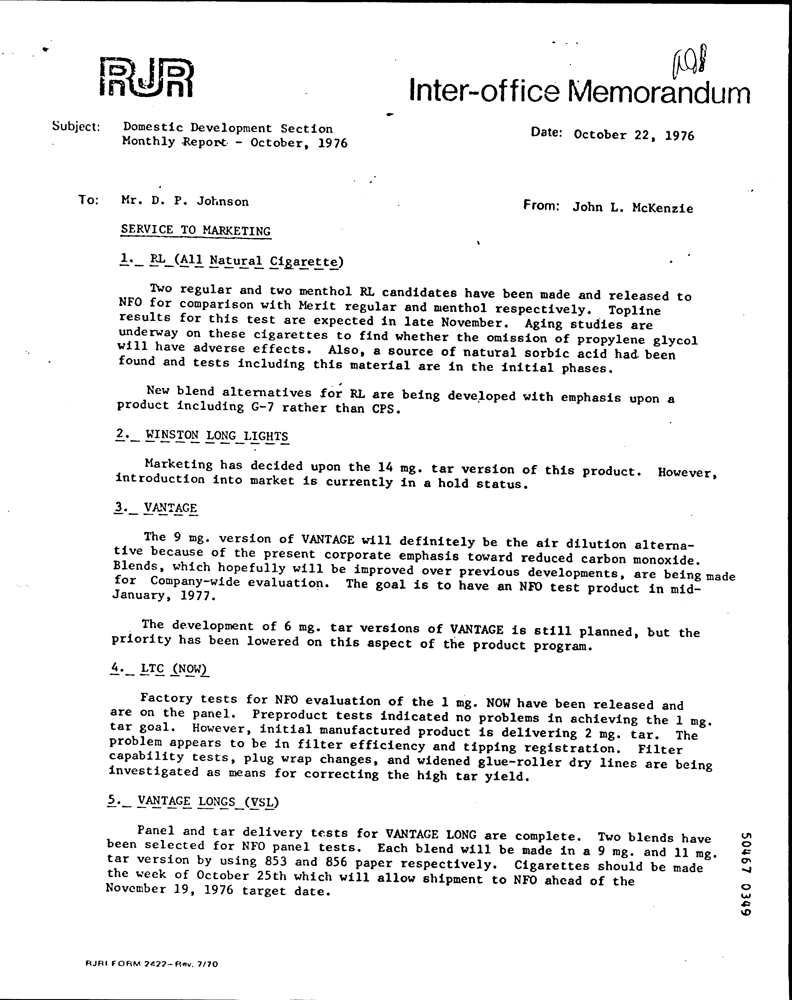 RJR
Inter-office Memorandum
Subject: Domestic Development Section
Monthly Report - October, 1976
Date: October 22, 1976
To: Mr. D. P. Johnson
From: John L. McKenzie
SERVICE TO MARKETING
1. RL (All Natural Cigarette)
Two regular and two menthol RL candidates have been made and released to
NFO for comparison with Merit regular and menthol respectively. Topline
results for this test are expected in late November. Aging studies are
underway on these cigarettes to find whether the omission of propylene glycol
will have adverse effects. Also, a source of natural sorbic acid had been
found and tests including this material are in the initial phases.
New blend alternatives for RL are being developed with emphasis upon a
product including G-7 rather than CPS.
2. WINSTON LONG LIGHTS
Marketing has decided upon the 14 mg. tar version of this product. However,
introduction into market is currently in a hold status.
3. VANTAGE
The 9 mg. version of VANTAGE will definitely be the air dilution alterna-
tive because of the present corporate emphasis toward reduced carbon monoxide.
Blends, which hopefully will be improved over previous developments, are being made
for Company-wide evaluation. The goal is to have an NFO test product in mid-
January, 1977.
The development of 6 mg. tar versions of VANTAGE is still planned, but the
priority has been lowered on this aspect of the product program.
4. LTC (NOW)
Factory tests for NFO evaluation of the 1 mg. NOW have been released and
are on the panel. Preproduct tests indicated no problems in achieving the 1 mg.
tar goal. However, initial manufactured product is delivering 2 mg. tar. The
problem appears to be in filter efficiency and tipping registration. Filter
capability tests, plug wrap changes, and widened glue-roller dry lines are being
investigated as means for correcting the high tar yield.
5. VANTAGE LONGS (VSL)
Panel and tar delivery tests for VANTAGE LONG are complete. Two blends have
been selected for NFO panel tests. Each blend will be made in a 9 mg. and 11 mg.
tar version by using 853 and 856 paper respectively. Cigarettes should be made
the week of October 25th which will allow shipment to NFO ahead of the
November 19, 1976 target date.
50467 0349
RJRI FORM 2422-Rev. 7/70